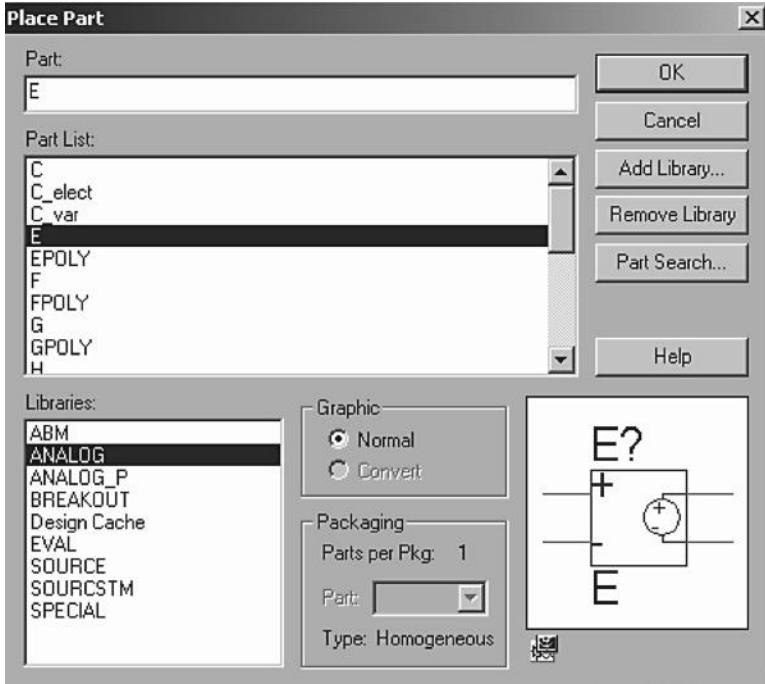 Place Part
Part:
E
OK
Cancel
Part List:
C
C_elect
C_var
E
EPOLY
F
FPOLY
G
GPOLY
H
Add Library...
Remove Library
Part Search...
Help
Libraries:
ABM
ANALOG
ANALOG_P
BREAKOUT
Design Cache
EVAL
SOURCE
SOURCSTM
SPECIAL
Graphic
Normal
Convert
Packaging
Parts per Pkg: 1
Part:
Type: Homogeneous
E?
+
-
+
-
E